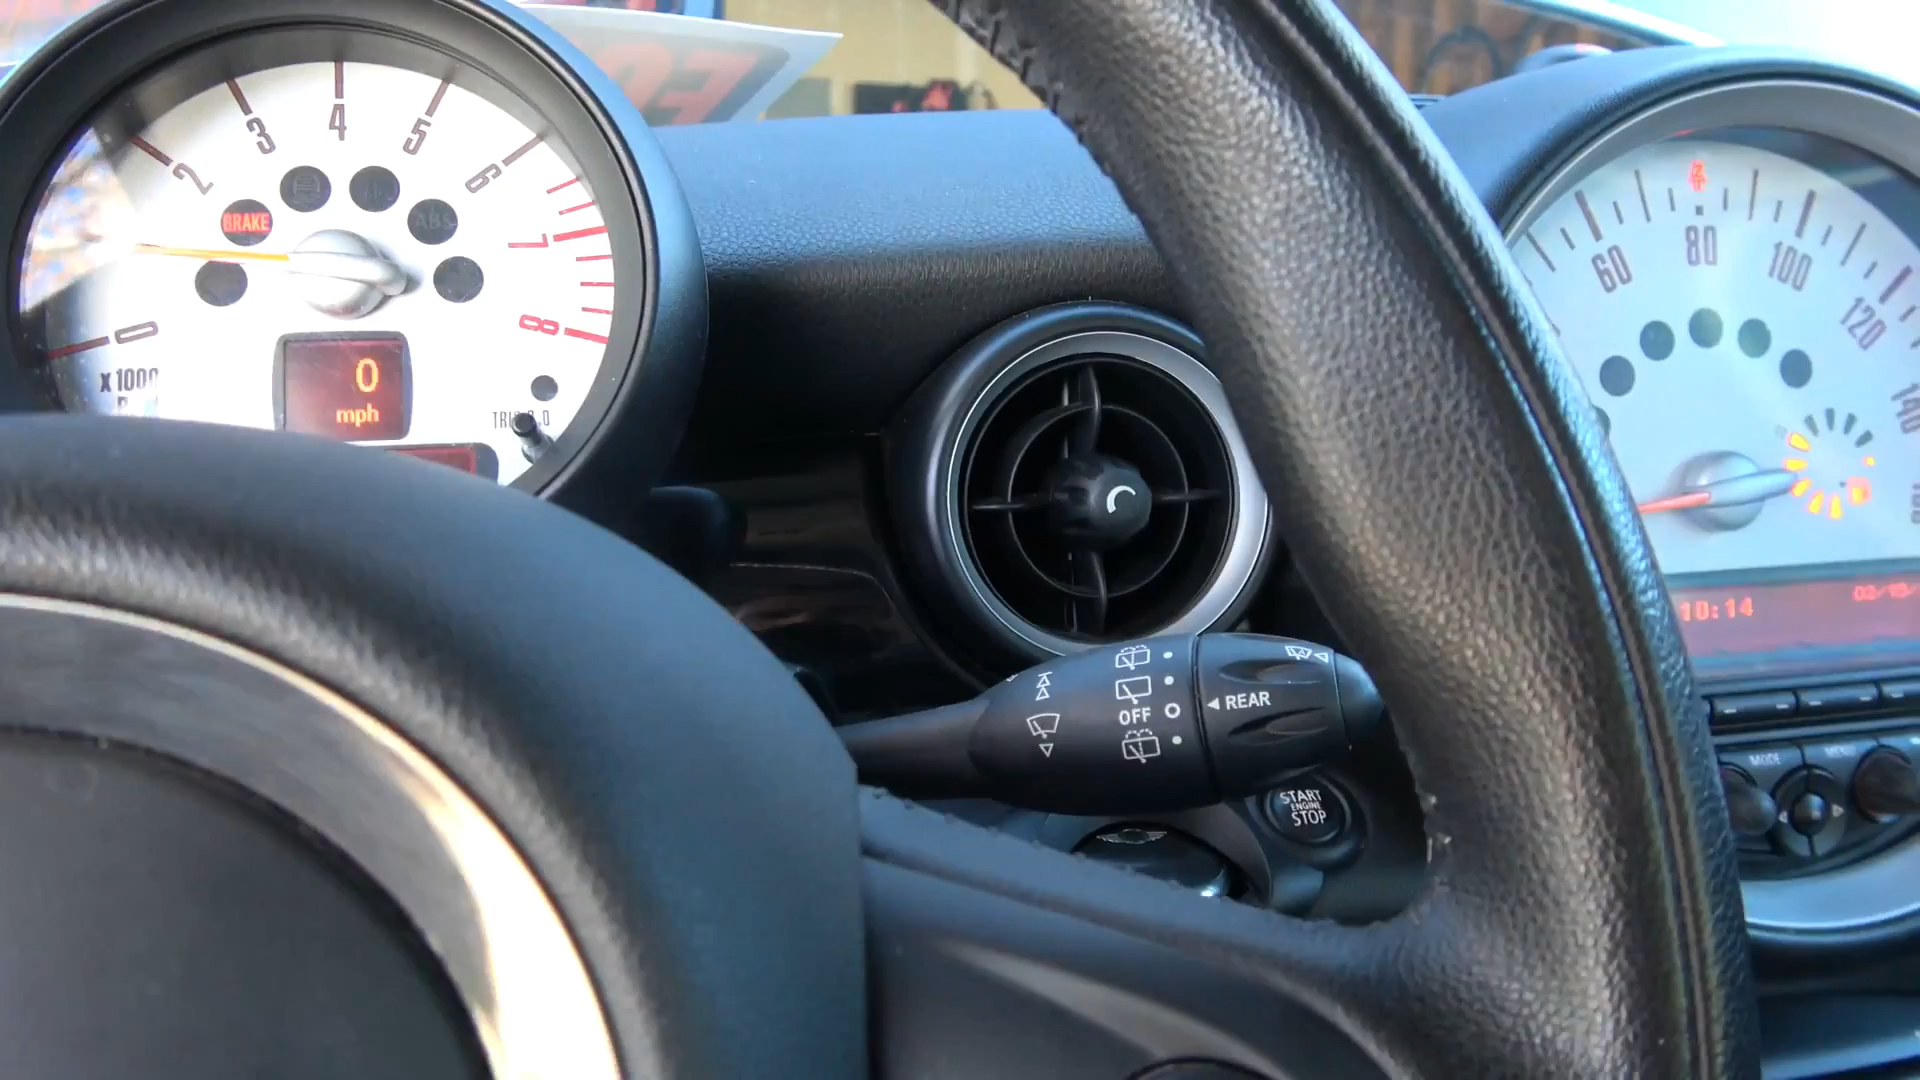 0
2
3
4
5
6
7
8
BRAKE
ABS
X 1000
0
mph
60
80
100
120
140
10:14
OFF
REAR
START
ENGINE
STOP
MODE
MENU